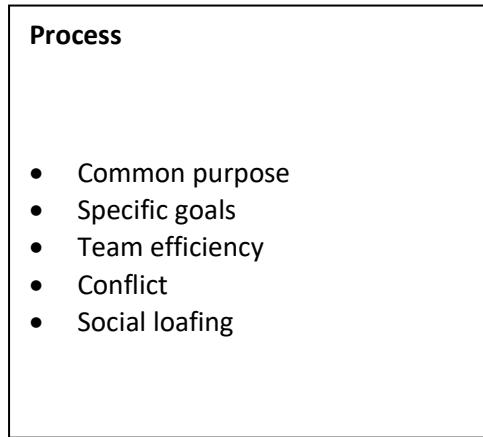 Process
• Common purpose
• Specific goals
• Team efficiency
• Conflict
• Social loafing